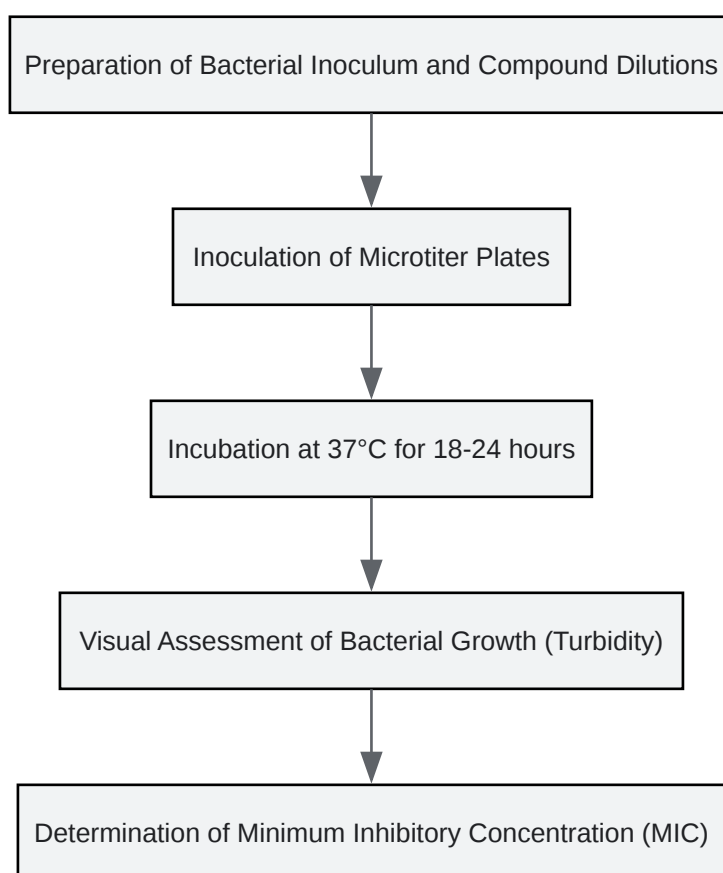 Preparation of Bacterial Inoculum and Compound Dilutions
Inoculation of Microtiter Plates
Incubation at 37°C for 18-24 hours
Visual Assessment of Bacterial Growth (Turbidity)
Determination of Minimum Inhibitory Concentration (MIC)